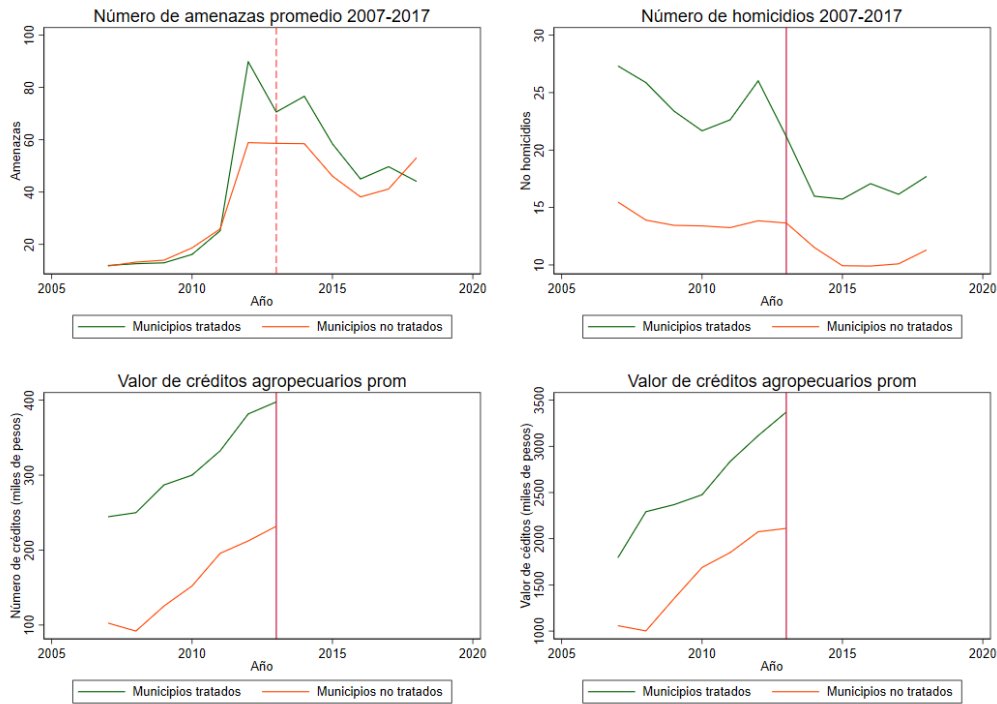 Número de amenazas promedio 2007-2017
Amenazas
100
80
60
40
20
2005
2010
2015
2020
Año
Municipios tratados
Municipios no tratados
Número de homicidios 2007-2017
No homicidios
30
25
20
15
10
2005
2010
2015
2020
Año
Municipios tratados
Municipios no tratados
Valor de créditos agropecuarios prom
Número de créditos (miles de pesos)
400
300
200
100
2005
2010
2015
2020
Año
Municipios tratados
Municipios no tratados
Valor de créditos agropecuarios prom
Valor de céditos (miles de pesos)
3500
3000
2500
2000
1500
1000
2005
2010
2015
2020
Año
Municipios tratados
Municipios no tratados